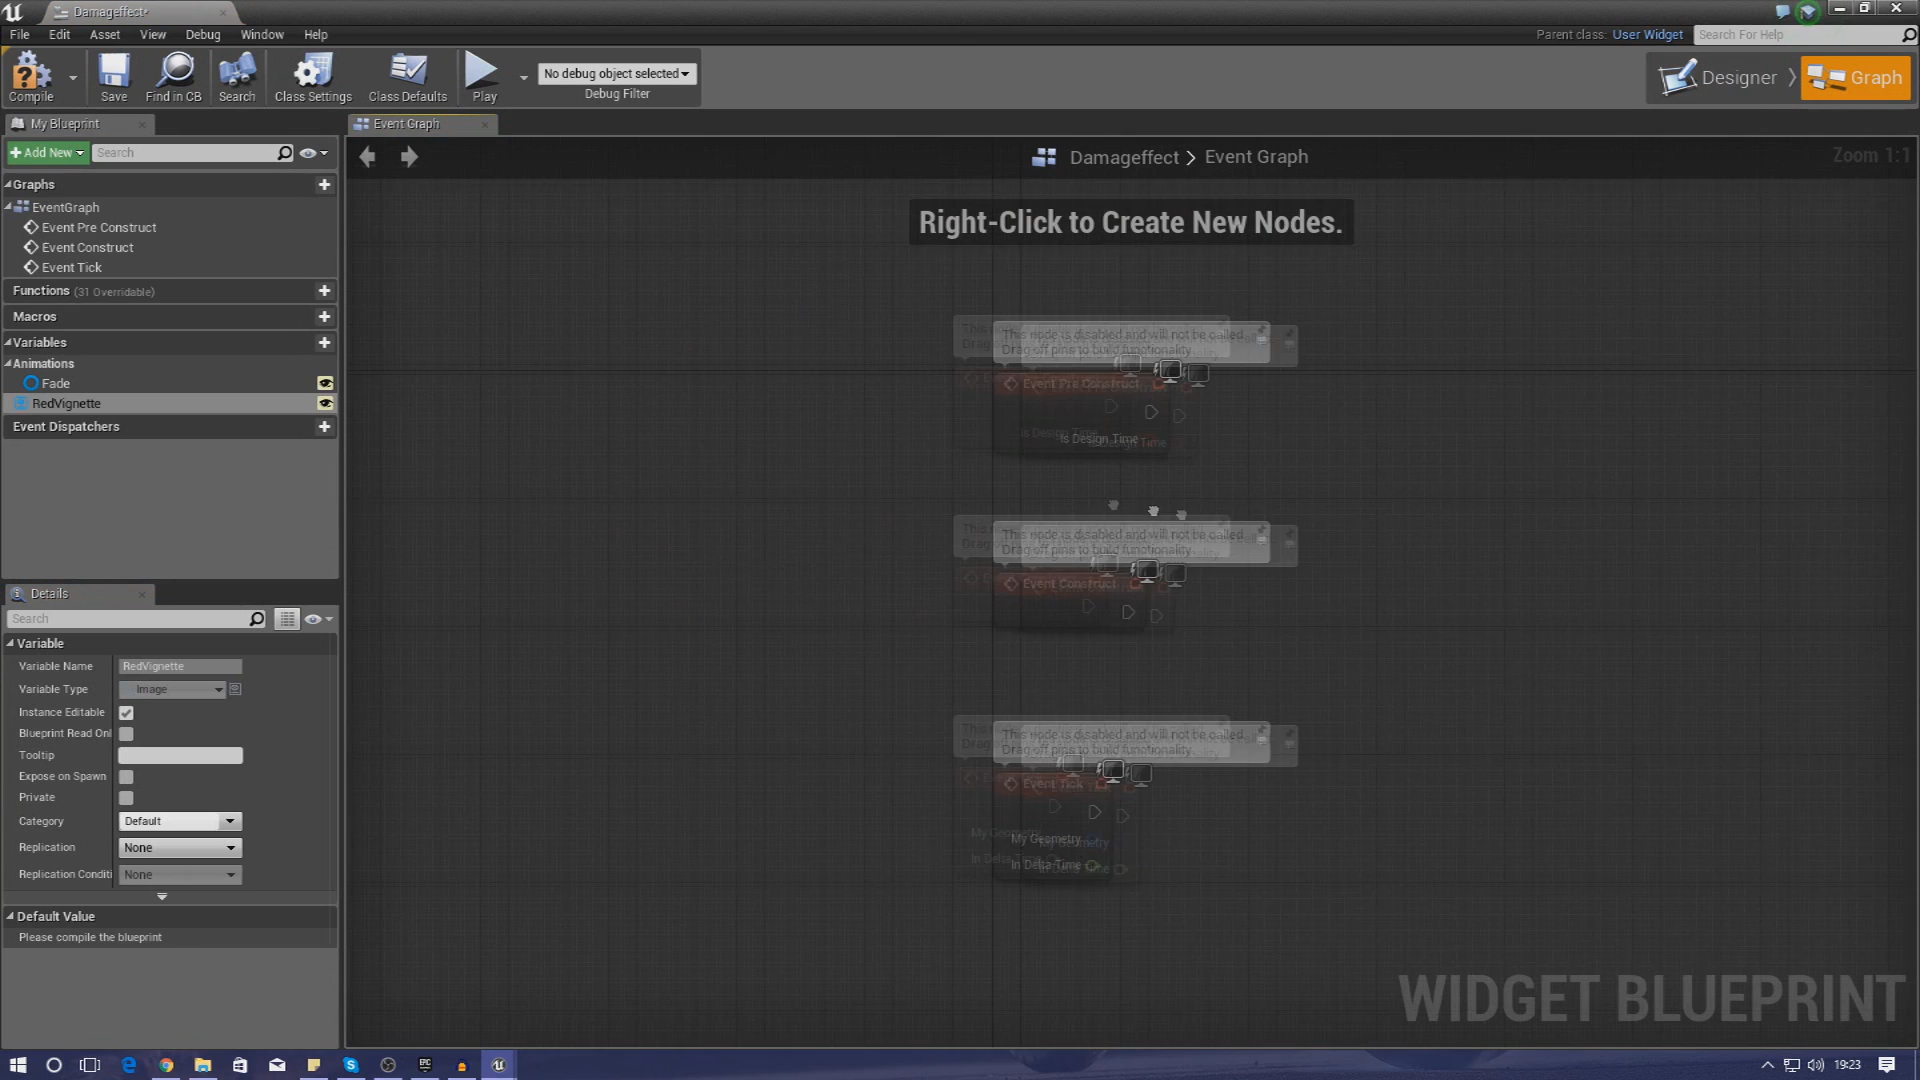 Damageffect*
File Edit Asset View Debug Window Help
Parent class: User Widget
Search For Help
Compile
Save
Find in CB
Search
Class Settings
Class Defaults
Play
No debug object selected
Debug Filter
Designer
Graph
My Blueprint
Event Graph
Add New
Search
Damageffect > Event Graph
Zoom 1:1
Graphs
EventGraph
Event Pre Construct
Event Construct
Event Tick
Functions (31 Overridable)
Macros
Variables
Animations
Fade
RedVignette
Event Dispatchers
Right-Click to Create New Nodes.
This node is disabled and will not be called.
Drag off pins to build functionality.
Event Pre Construct
Is Design Time
This node is disabled and will not be called.
Drag off pins to build functionality.
Event Construct
This node is disabled and will not be called.
Drag off pins to build functionality.
Event Tick
My Geometry
In Delta Time
Details
Search
Variable
Variable Name RedVignette
Variable Type Image
Instance Editable
Blueprint Read Onl
Tooltip
Expose on Spawn
Private
Category Default
Replication None
Replication Conditi None
Default Value
Please compile the blueprint
WIDGET BLUEPRINT
EPIC
19:23